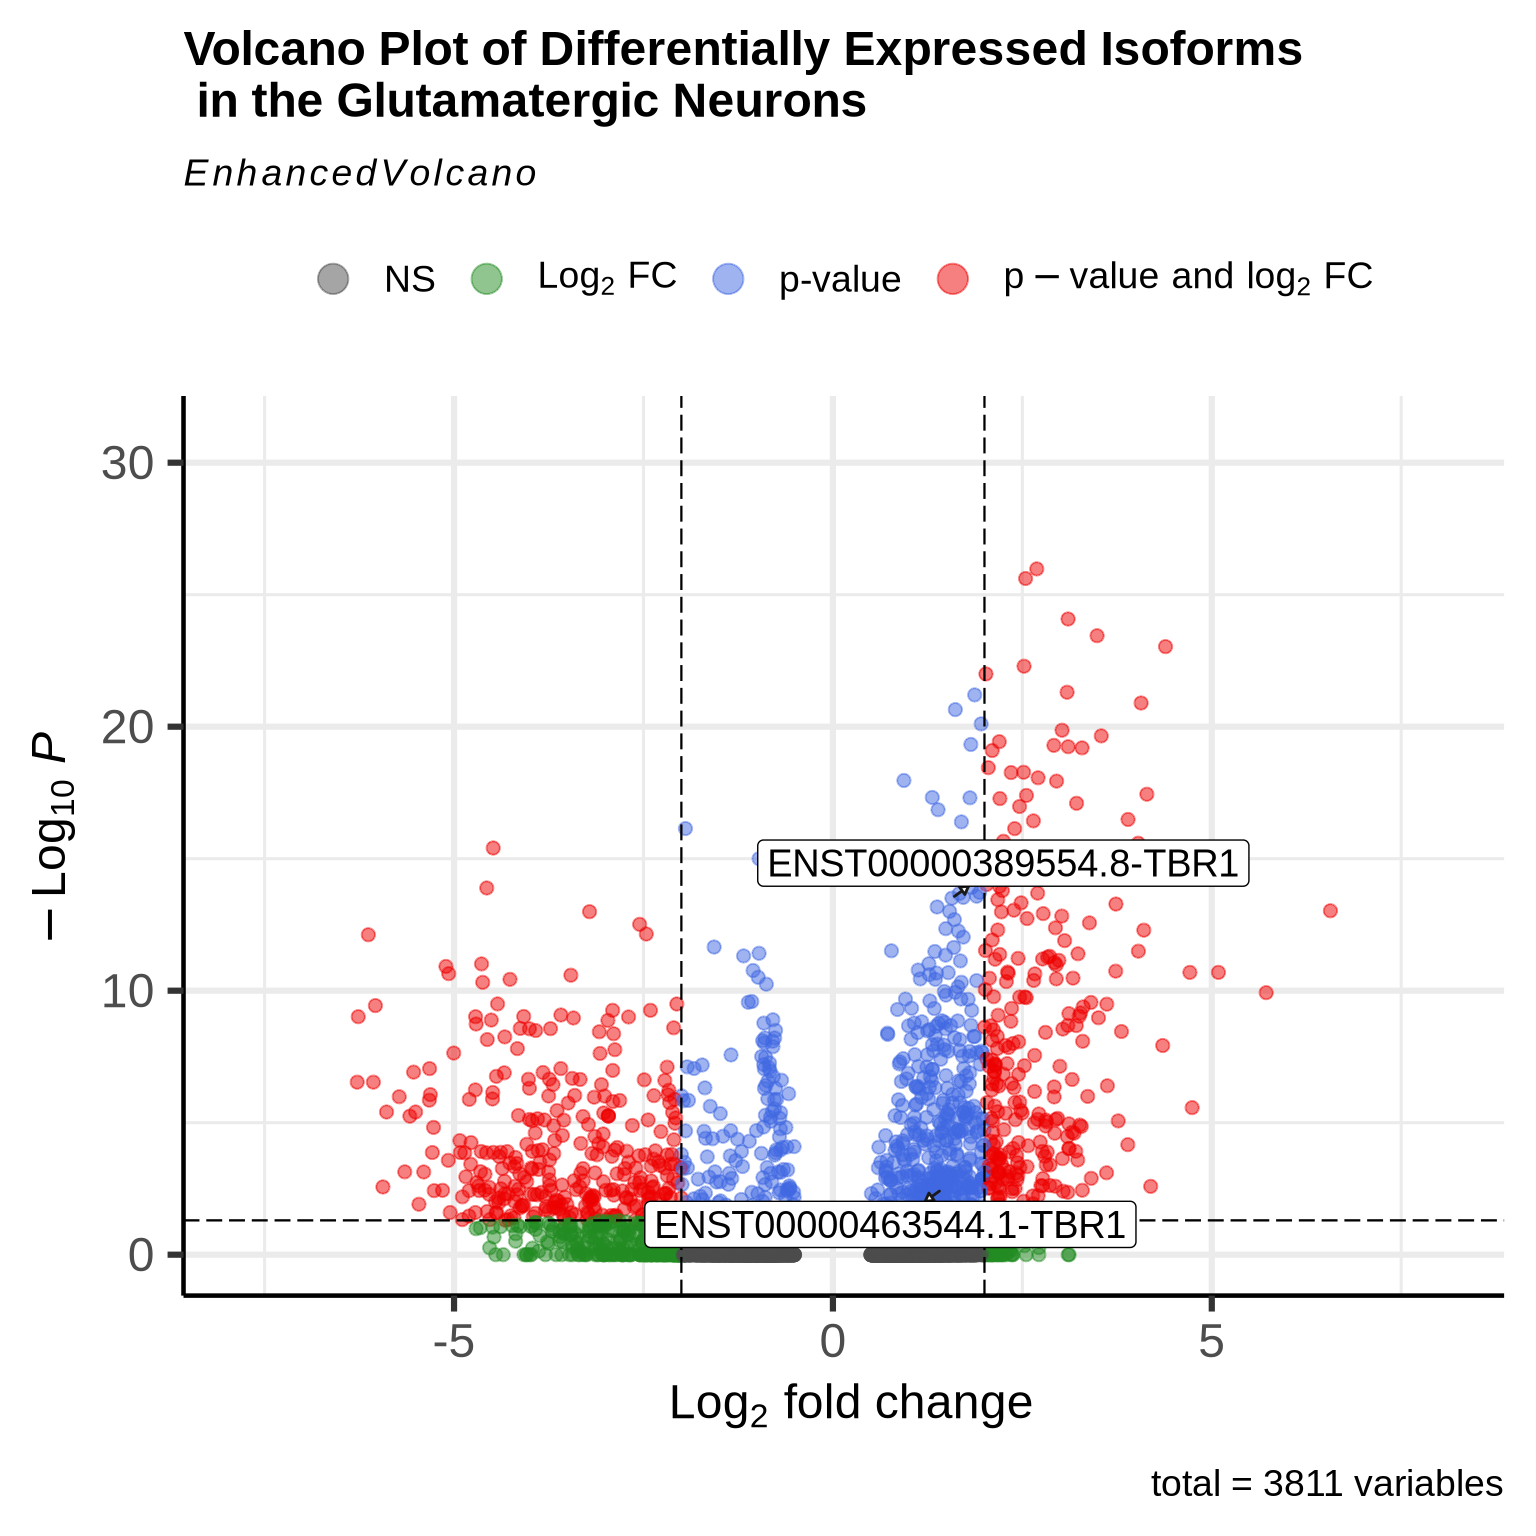 Volcano Plot of Differentially Expressed Isoforms
in the Glutamatergic Neurons
EnhancedVolcano
NS Log2 FC p-value p − value and log2 FC
30
20
10
0
− Log10 P
ENST00000389554.8-TBR1
ENST00000463544.1-TBR1
-5 0 5
Log2 fold change
total = 3811 variables